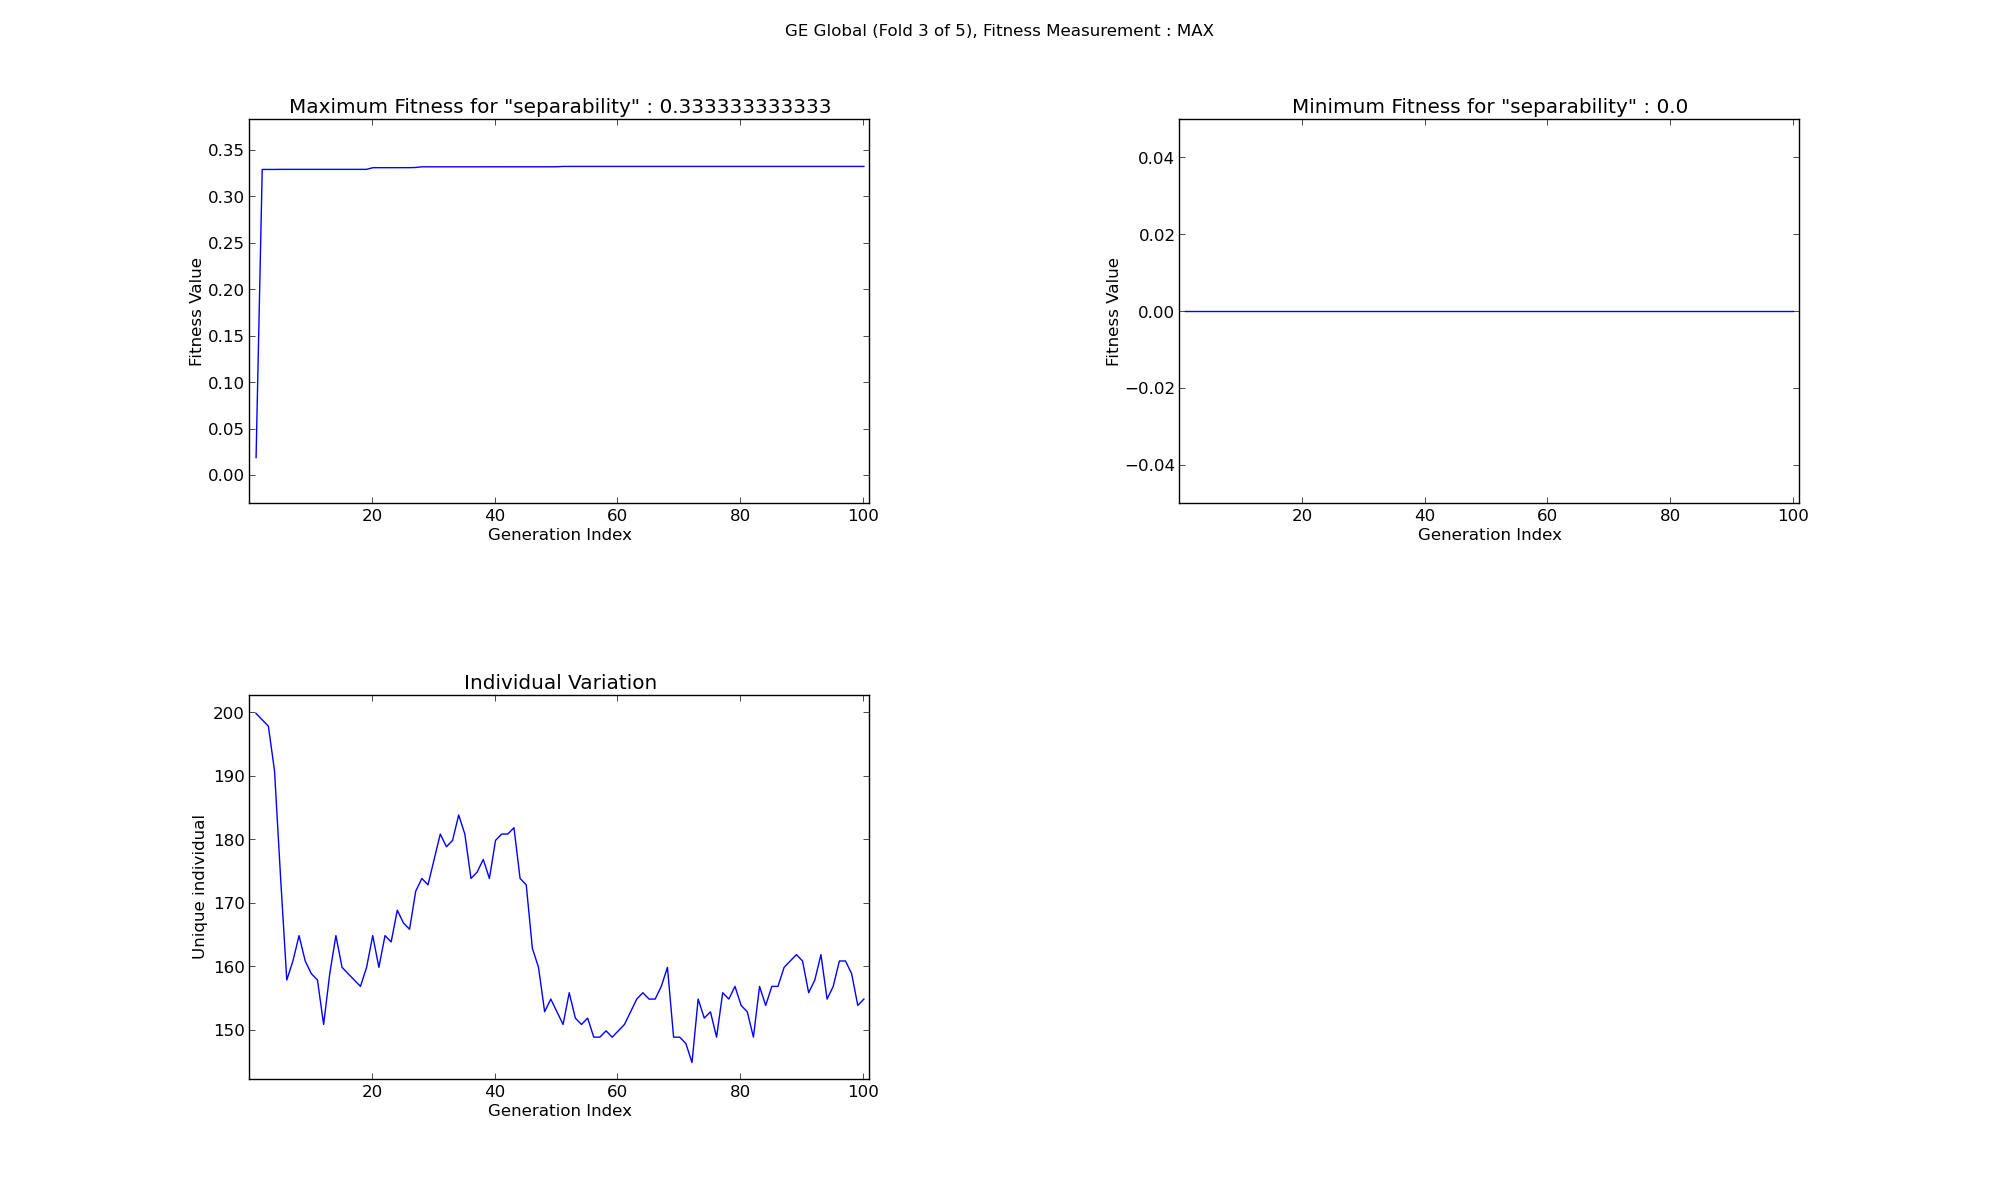 GE Global (Fold 3 of 5), Fitness Measurement : MAX
Maximum Fitness for "separability" : 0.333333333333
0.35
0.30
0.25
0.20
0.15
0.10
0.05
0.00
Fitness Value
20 40 60 80 100
Generation Index
Minimum Fitness for "separability" : 0.0
0.04
0.02
0.00
−0.02
−0.04
Fitness Value
20 40 60 80 100
Generation Index
Individual Variation
200
190
180
170
160
150
Unique individual
20 40 60 80 100
Generation Index